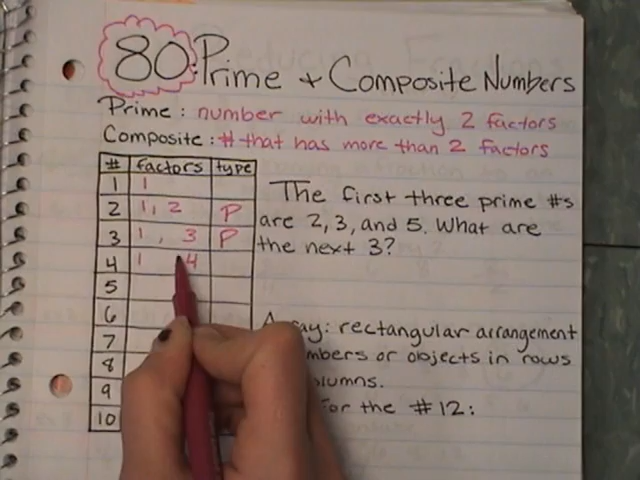 80: Prime + Composite Numbers
Prime: number with exactly 2 factors
Composite: # that has more than 2 factors
# factors type
1 1
2 1, 2 P
3 1, 3 P
4 1 4
5
6
7
8
9
10
The first three prime #s
are 2, 3, and 5. What are
the next 3?
rectangular arrangement
or objects in rows
for the #12: